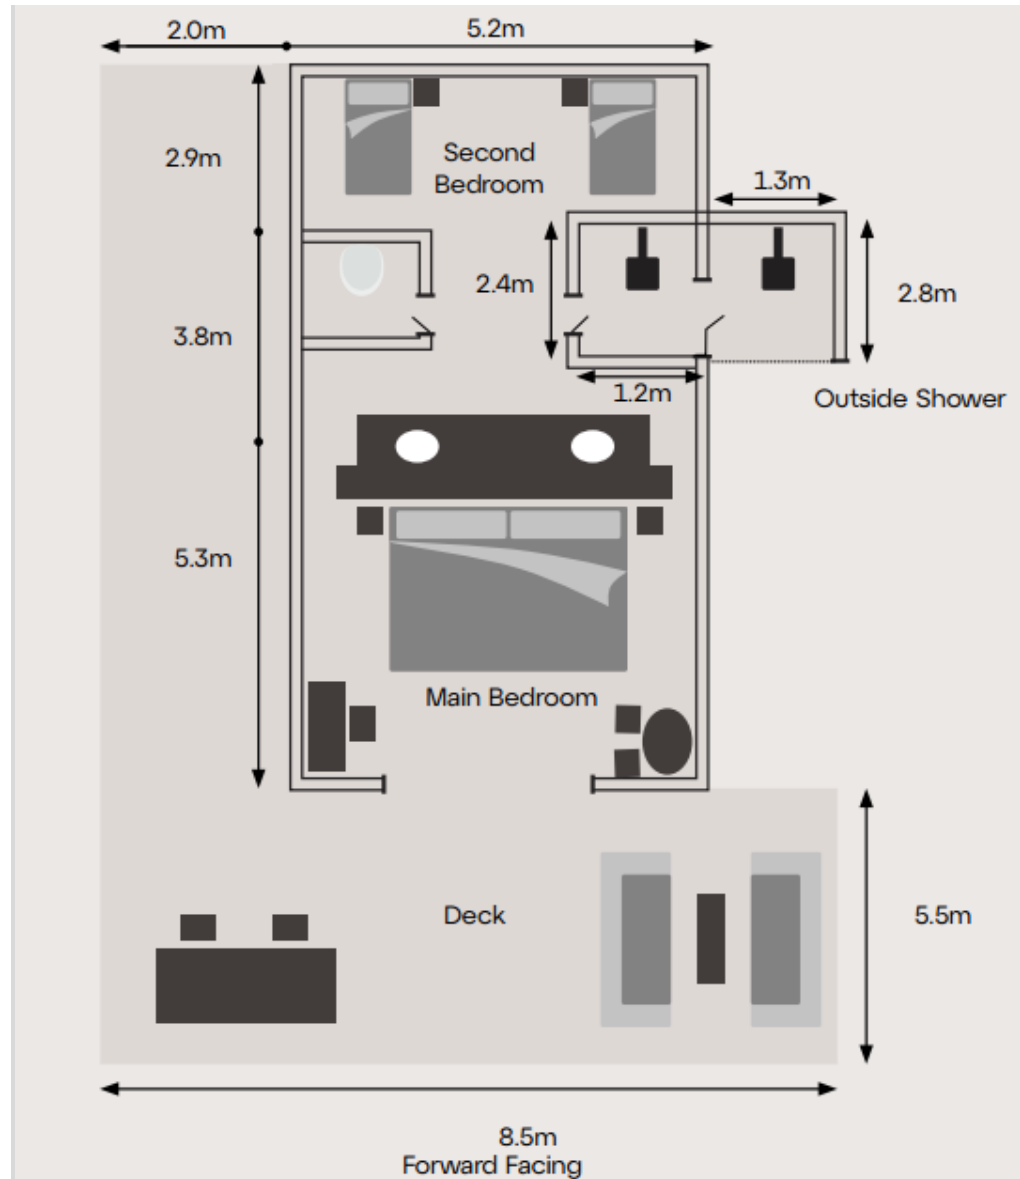 2.0m
5.2m
2.9m
Second
Bedroom
1.3m
2.4m
2.8m
3.8m
1.2m
Outside Shower
5.3m
Main Bedroom
Deck
5.5m
8.5m
Forward Facing